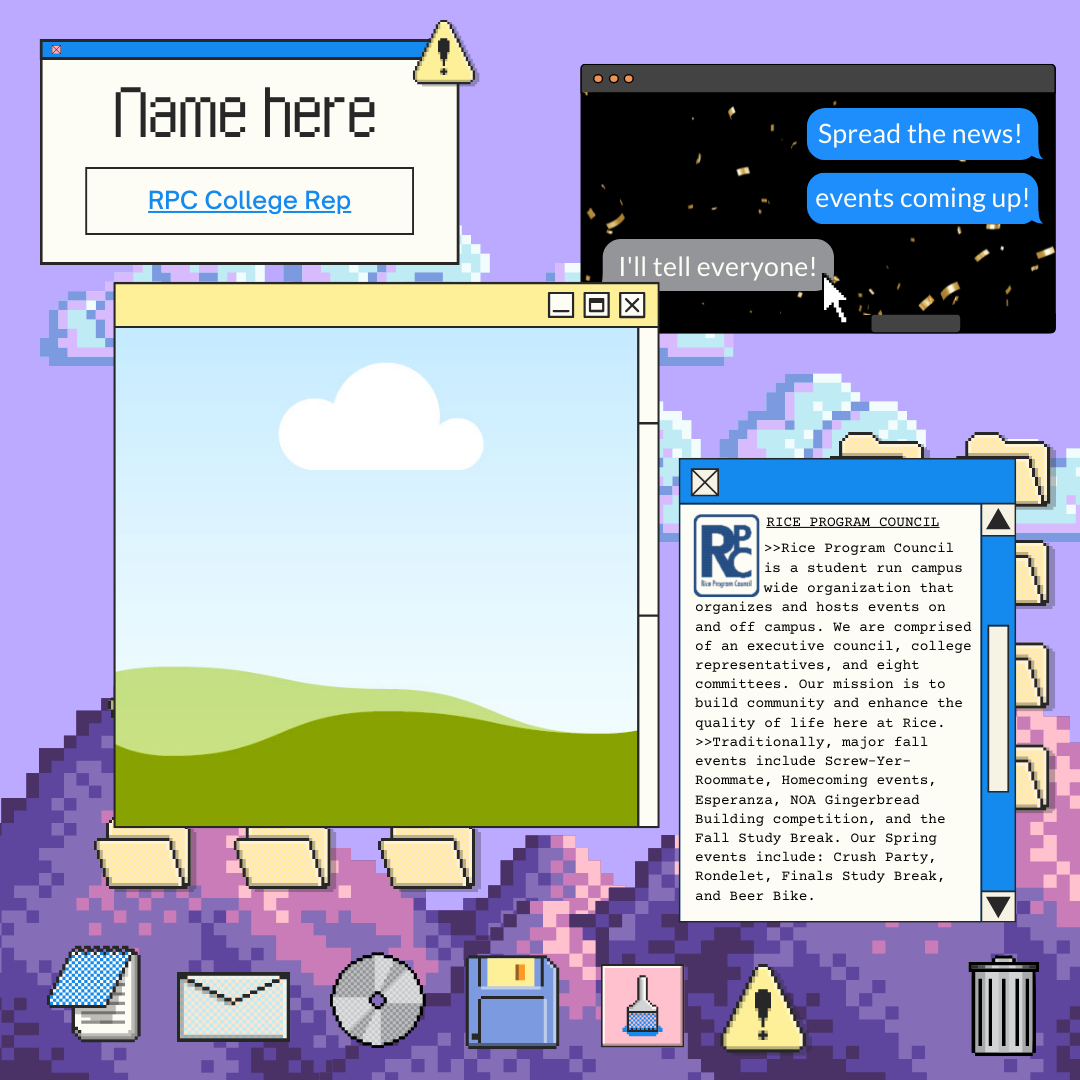 Name here
RPC College Rep
Spread the news!
events coming up!
I'll tell everyone!
RPC
Rice Program Council
RICE PROGRAM COUNCIL
>>Rice Program Council
is a student run campus
wide organization that
organizes and hosts events on
and off campus. We are comprised
of an executive council, college
representatives, and eight
committees. Our mission is to
build community and enhance the
quality of life here at Rice.
>>Traditionally, major fall
events include Screw-Yer-
Roommate, Homecoming events,
Esperanza, NOA Gingerbread
Building competition, and the
Fall Study Break. Our Spring
events include: Crush Party,
Rondelet, Finals Study Break,
and Beer Bike.